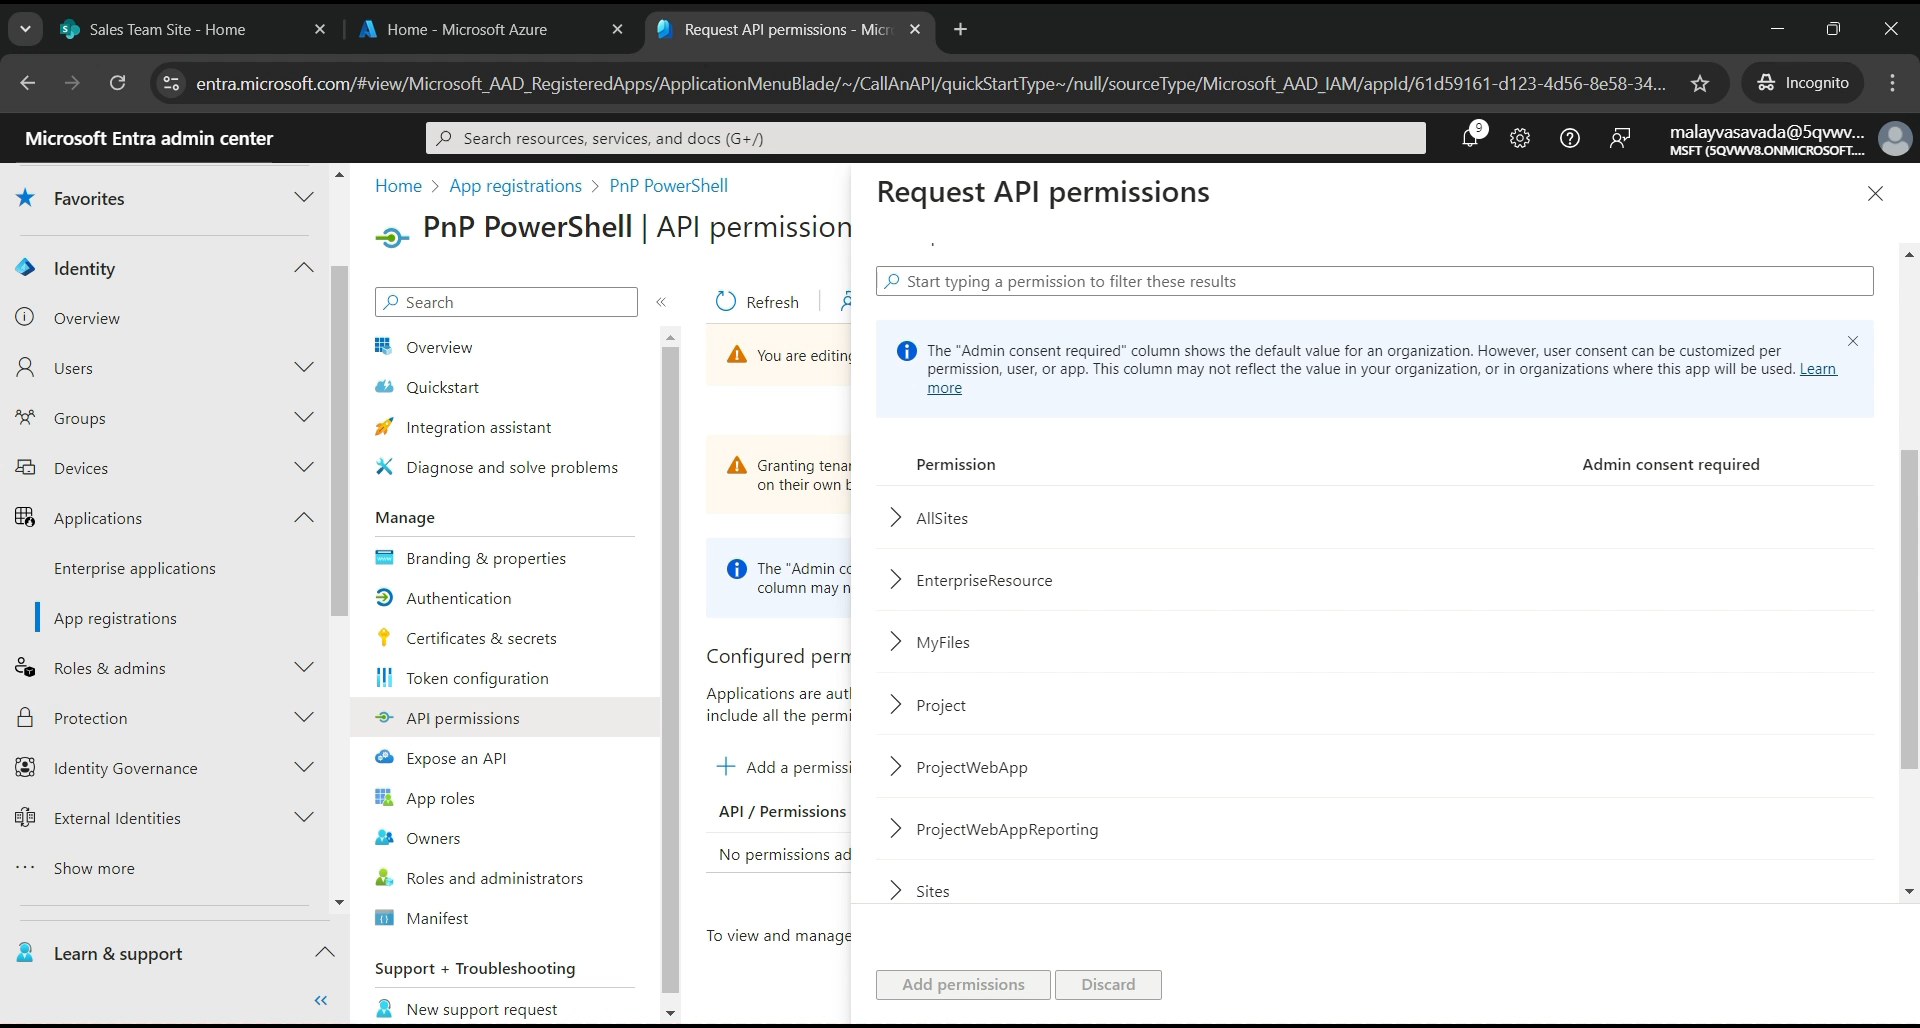 Sales Team Site - Home
Home - Microsoft Azure
Request API permissions - Micr
entra.microsoft.com/#view/Microsoft_AAD_RegisteredApps/ApplicationMenuBlade/~/CallAnAPI/quickStartType~/null/sourceType/Microsoft_AAD_IAM/appId/61d59161-d123-4d56-8e58-34...
Incognito
Microsoft Entra admin center
Search resources, services, and docs (G+/)
9
malayvasavada@5qvwv...
MSFT (5QVWV8.ONMICROSOFT....
Favorites
Identity
Overview
Users
Groups
Devices
Applications
Enterprise applications
App registrations
Roles & admins
Protection
Identity Governance
External Identities
Show more
Learn & support
Home > App registrations > PnP PowerShell
PnP PowerShell | API permission
Search
Overview
Quickstart
Integration assistant
Diagnose and solve problems
Manage
Branding & properties
Authentication
Certificates & secrets
Token configuration
API permissions
Expose an API
App roles
Owners
Roles and administrators
Manifest
Support + Troubleshooting
New support request
Refresh
You are editing
Granting tena
on their own b
The "Admin co
column may n
Configured perm
Applications are aut
include all the permi
Add a permissi
API / Permissions
No permissions ad
To view and manage
Request API permissions
Start typing a permission to filter these results
The "Admin consent required" column shows the default value for an organization. However, user consent can be customized per
permission, user, or app. This column may not reflect the value in your organization, or in organizations where this app will be used. Learn
more
Permission
Admin consent required
AllSites
EnterpriseResource
MyFiles
Project
ProjectWebApp
ProjectWebAppReporting
Sites
Add permissions
Discard